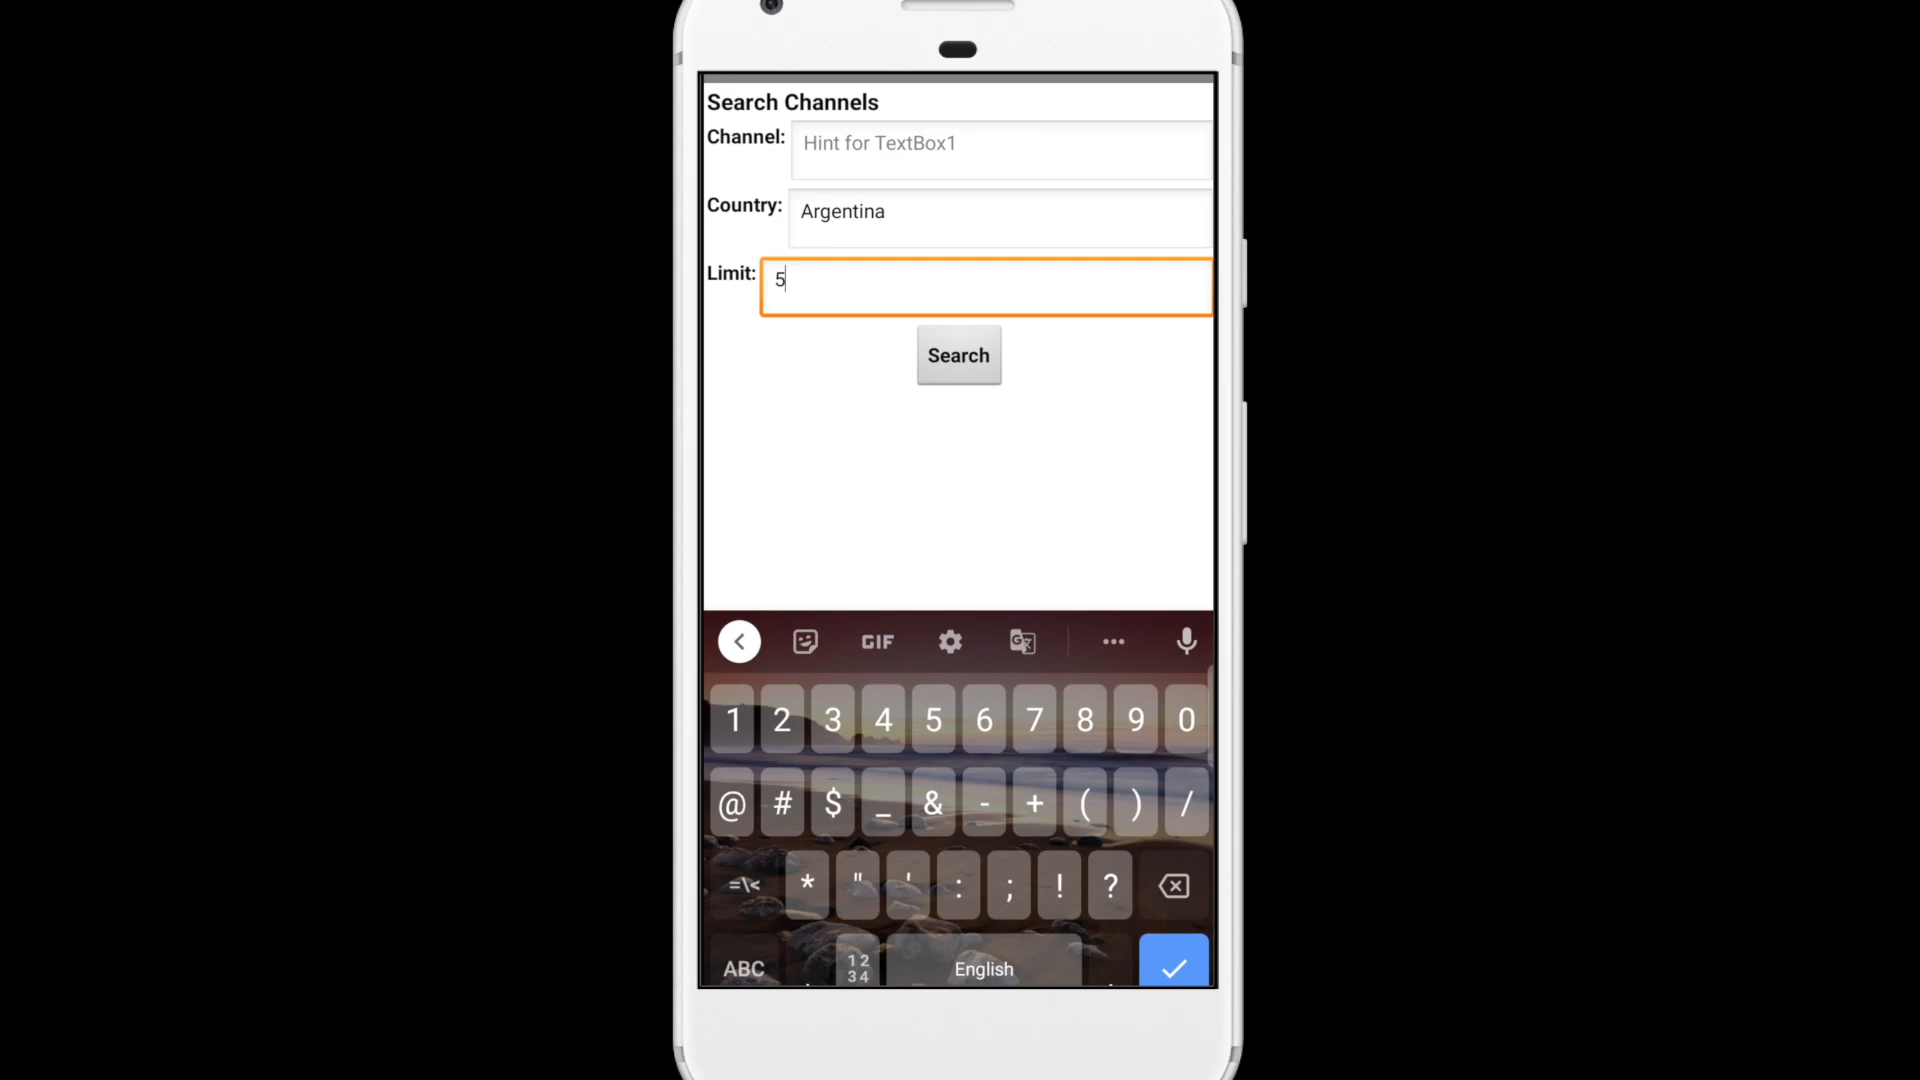 Search Channels
Channel: Hint for TextBox1
Country: Argentina
Limit: 5
Search
GIF
1 2 3 4 5 6 7 8 9 0
@ # $ _ & - + ( ) /
=\< * " ' : ; ! ?
ABC 1 2 3 4 English